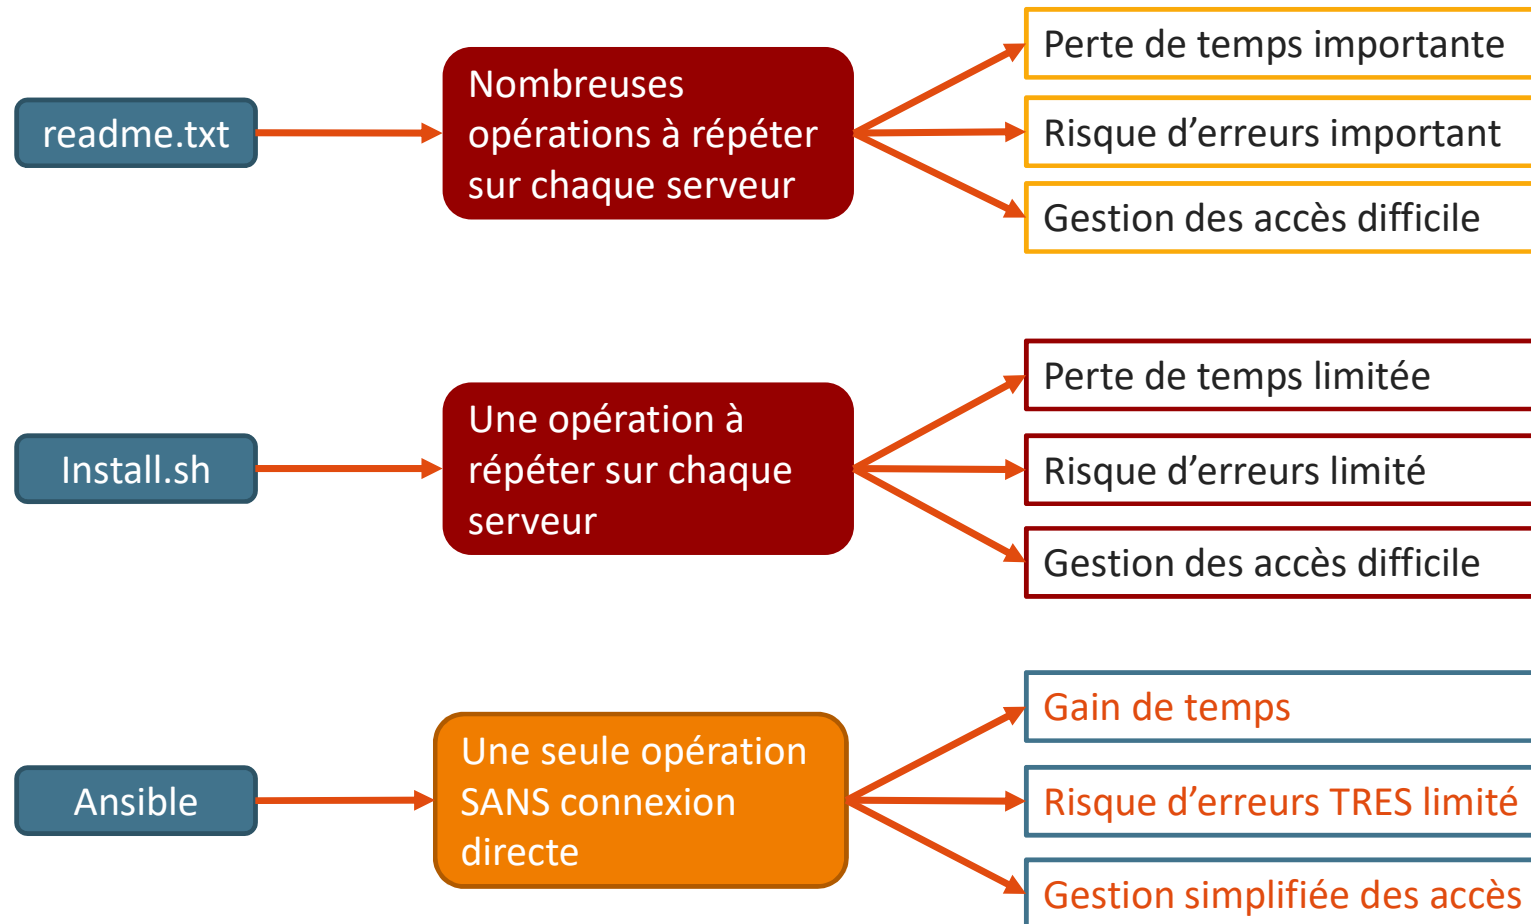 readme.txt
Nombreuses
opérations à répéter
sur chaque serveur
Perte de temps importante
Risque d’erreurs important
Gestion des accès difficile
Install.sh
Une opération à
répéter sur chaque
serveur
Perte de temps limitée
Risque d’erreurs limité
Gestion des accès difficile
Ansible
Une seule opération
SANS connexion
directe
Gain de temps
Risque d’erreurs TRES limité
Gestion simplifiée des accès